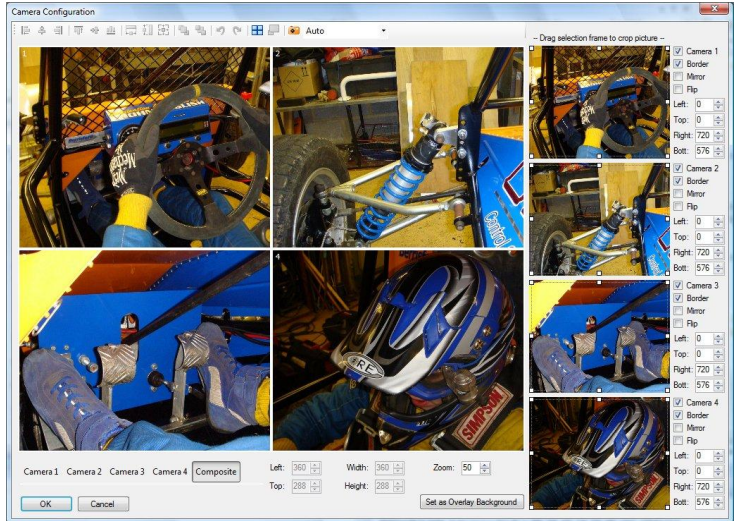 Camera Configuration
Auto
-- Drag selection frame to crop picture --
1
2
4
Control
RF
SIMPSON
Camera 1
Border
Mirror
Flip
Left: 0
Top: 0
Right: 720
Bott: 576
Camera 2
Border
Mirror
Flip
Left: 0
Top: 0
Right: 720
Bott: 576
Camera 3
Border
Mirror
Flip
Left: 0
Top: 0
Right: 720
Bott: 576
Camera 4
Border
Mirror
Flip
Left: 0
Top: 0
Right: 720
Bott: 576
Camera 1 Camera 2 Camera 3 Camera 4 Composite
Left: 360 Width: 360 Zoom: 50
Top: 288 Height: 288
Set as Overlay Background
OK Cancel